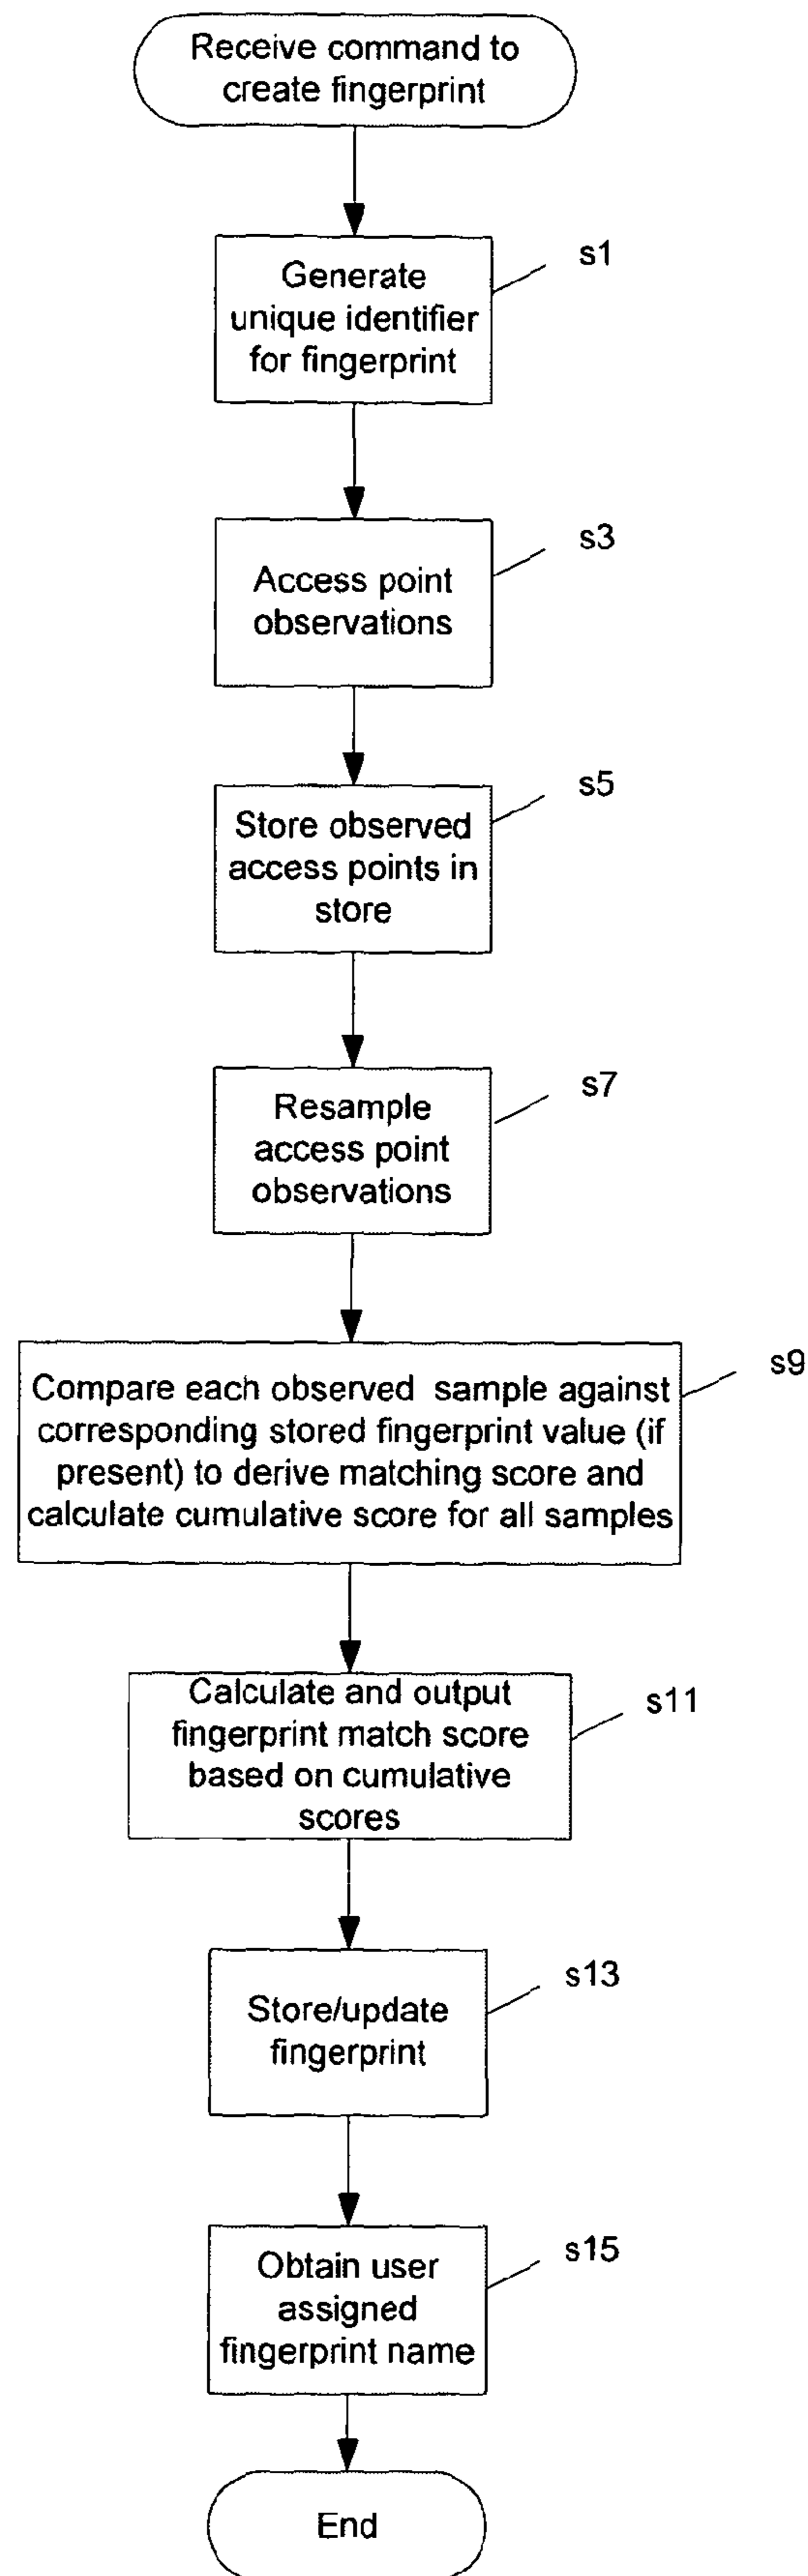 Receive command to
create fingerprint
s1
Generate
unique identifier
for fingerprint
s3
Access point
observations
s5
Store observed
access points in
store
s7
Resample
access point
observations
s9
Compare each observed sample against
corresponding stored fingerprint value (if
present) to derive matching score and
calculate cumulative score for all samples
s11
Calculate and output
fingerprint match score
based on cumulative
scores
s13
Store/update
fingerprint
s15
Obtain user
assigned
fingerprint name
End